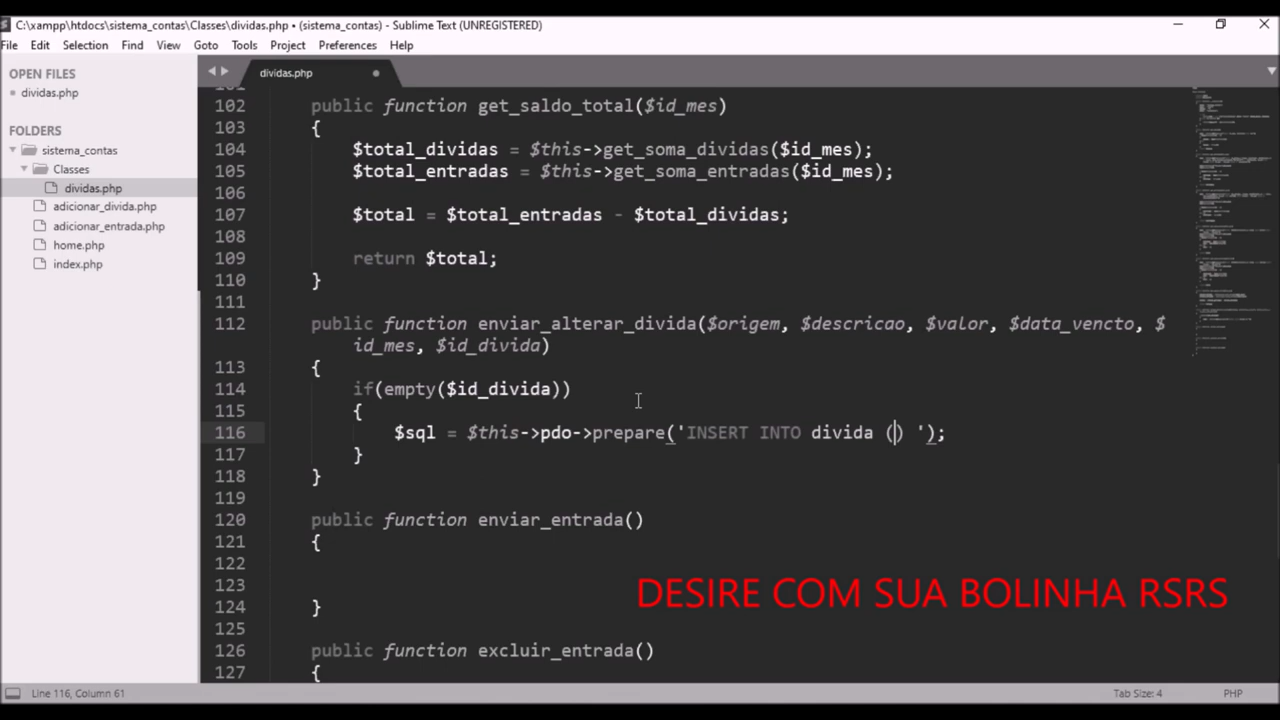 C:\xampp\htdocs\sistema_contas\Classes\dividas.php • (sistema_contas) - Sublime Text (UNREGISTERED)
File Edit Selection Find View Goto Tools Project Preferences Help
OPEN FILES
dividas.php
FOLDERS
sistema_contas
Classes
dividas.php
adicionar_divida.php
adicionar_entrada.php
home.php
index.php
dividas.php
102 public function get_saldo_total($id_mes)
103 {
104 $total_dividas = $this->get_soma_dividas($id_mes);
105 $total_entradas = $this->get_soma_entradas($id_mes);
106
107 $total = $total_entradas - $total_dividas;
108
109 return $total;
110 }
111
112 public function enviar_alterar_divida($origem, $descricao, $valor, $data_vencto, $
id_mes, $id_divida)
113 {
114 if(empty($id_divida))
115 {
116 $sql = $this->pdo->prepare('INSERT INTO divida () ');
117 }
118 }
119
120 public function enviar_entrada()
121 {
122
123
124 }
125
126 public function excluir_entrada()
127 {
DESIRE COM SUA BOLINHA RSRS
Line 116, Column 61
Tab Size: 4
PHP